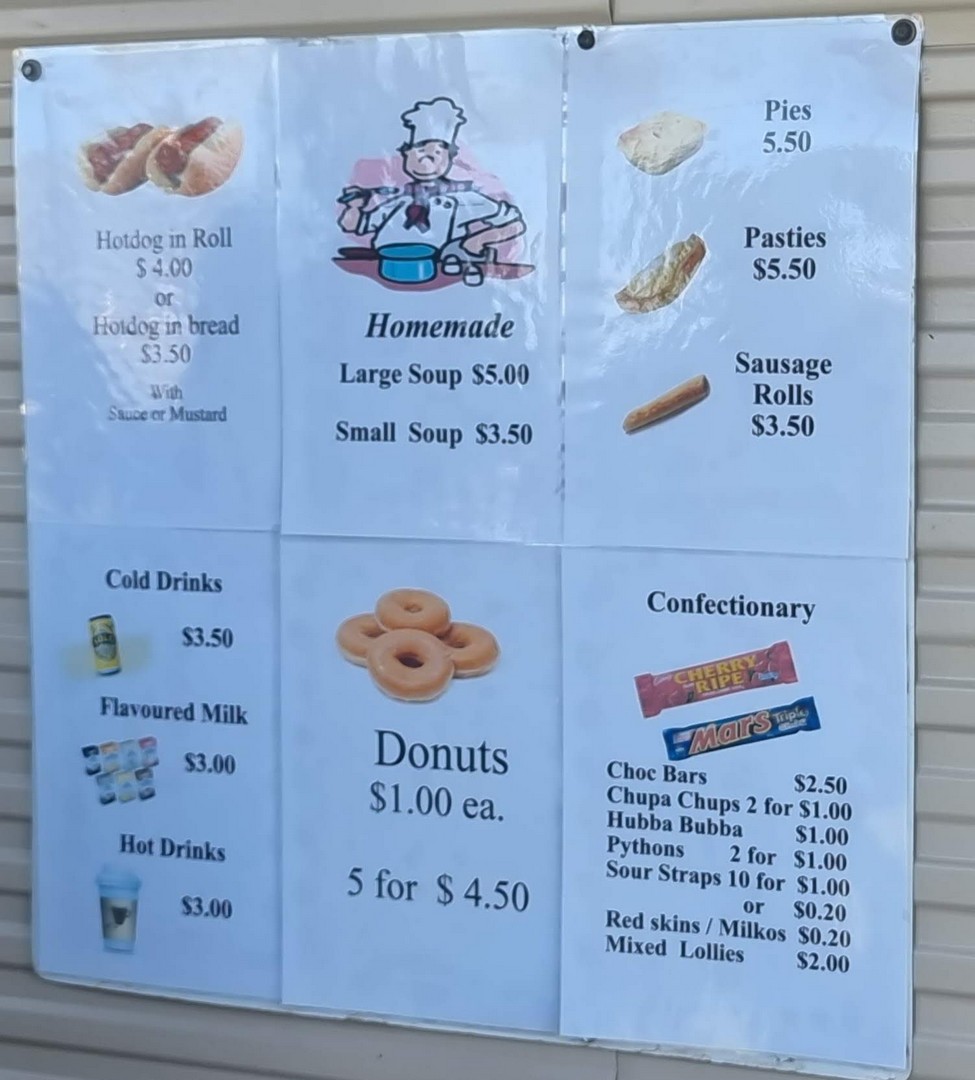 Hotdog in Roll
$ 4.00
or
Hotdog in bread
$3.50
With
Sauce or Mustard
Homemade
Large Soup $5.00
Small Soup $3.50
Pies
5.50
Pasties
$5.50
Sausage
Rolls
$3.50
Cold Drinks
$3.50
Flavoured Milk
$3.00
Hot Drinks
$3.00
Donuts
$1.00 ea.
5 for $ 4.50
Confectionary
CHERRY
RIPE
Mars Triple
Choc Bars $2.50
Chupa Chups 2 for $1.00
Hubba Bubba $1.00
Pythons 2 for $1.00
Sour Straps 10 for $1.00
or $0.20
Red skins / Milkos $0.20
Mixed Lollies $2.00